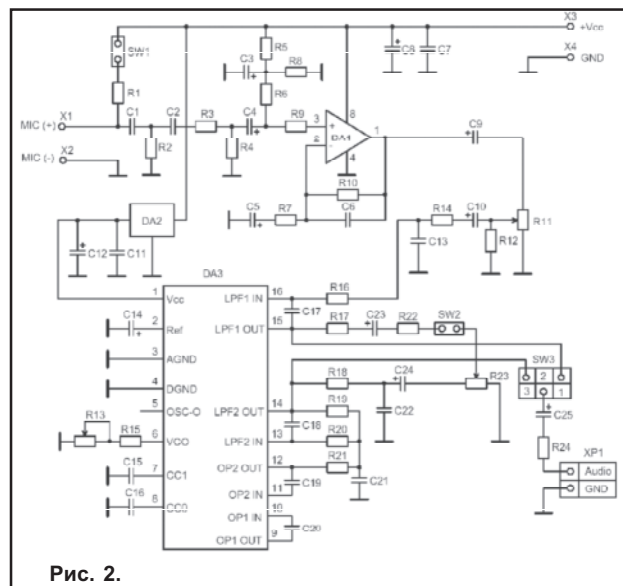 X3
+Vcc
SW1
R5
C3
R8
C8
C7
X4
GND
R1
R6
MIC (+)
X1
C1
C2
R3
C4
R9
3
8
+
DA1
1
2
-
4
C9
R2
R4
MIC (-)
X2
R10
C5
R7
C6
R14
C10
R11
DA2
C12
C11
C13
R12
DA3
1
Vcc
LPF1 IN
16
R16
C17
C14
2
Ref
LPF1 OUT
15
R17
C23
R22
SW2
3
AGND
R18
C24
R23
SW3
4
DGND
3
2
1
5
OSC-O
LPF2 OUT
14
R19
C22
C25
R13
R15
6
VCO
LPF2 IN
13
C18
R20
R24
C15
7
CC1
OP2 OUT
12
R21
XP1
C16
8
CC0
OP2 IN
11
C19
C21
Audio
GND
OP1 IN
10
OP1 OUT
9
C20
Рис. 2.